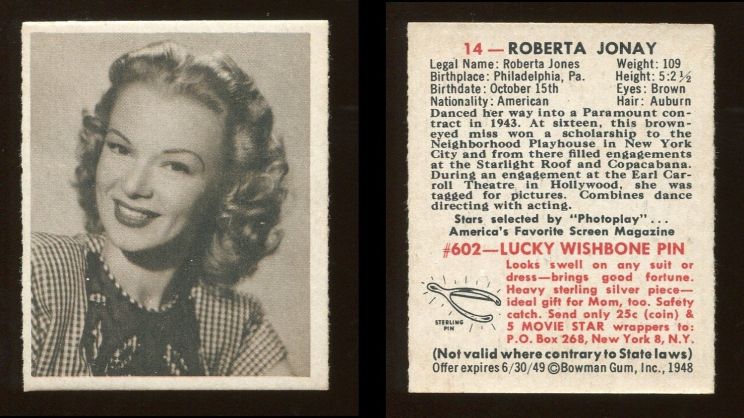 14 — ROBERTA JONAY
Legal Name: Roberta Jones Weight: 109
Birthplace: Philadelphia, Pa. Height: 5:2½
Birthdate: October 15th Eyes: Brown
Nationality: American Hair: Auburn
Danced her way into a Paramount con-
tract in 1943. At sixteen, this brown-
eyed miss won a scholarship to the
Neighborhood Playhouse in New York
City and from there filled engagements
at the Starlight Roof and Copacabana.
During an engagement at the Earl Car-
roll Theatre in Hollywood, she was
tagged for pictures. Combines dance
directing with acting.
Stars selected by "Photoplay"...
America's Favorite Screen Magazine
#602—LUCKY WISHBONE PIN
Looks swell on any suit or
dress—brings good fortune.
Heavy sterling silver piece—
ideal gift for Mom, too. Safety
catch. Send only 25c (coin) &
5 MOVIE STAR wrappers to:
P.O. Box 268, New York 8, N.Y.
STERLING
PIN
(Not valid where contrary to State laws)
Offer expires 6/30/49 ©Bowman Gum, Inc., 1948